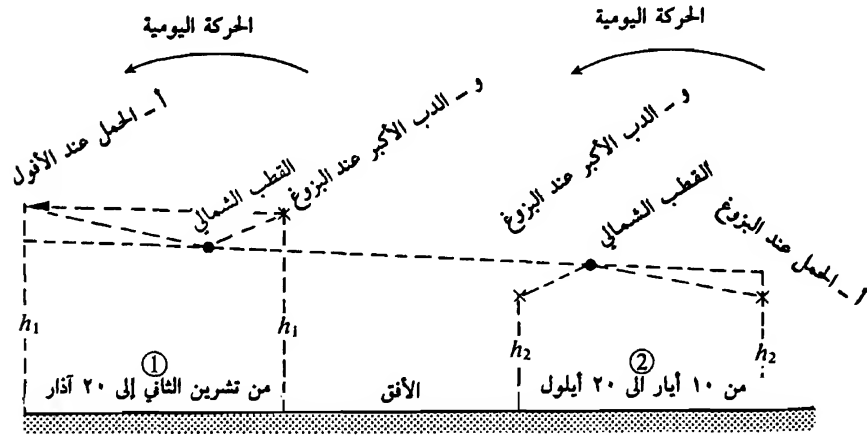 الحركة اليومية
الحركة اليومية
و ـ الدب الأكبر عند البزوغ
القطب الشمالي
أ ـ الحمل عند البزوغ
و ـ الدب الأكبر عند البزوغ
القطب الشمالي
أ ـ الحمل عند الأفول
h₂
h₂
h₁
h₁
②
من ١٠ أيار الى ٢٠ أيلول
الأفق
①
من تشرين الثاني إلى ٢٠ آذار